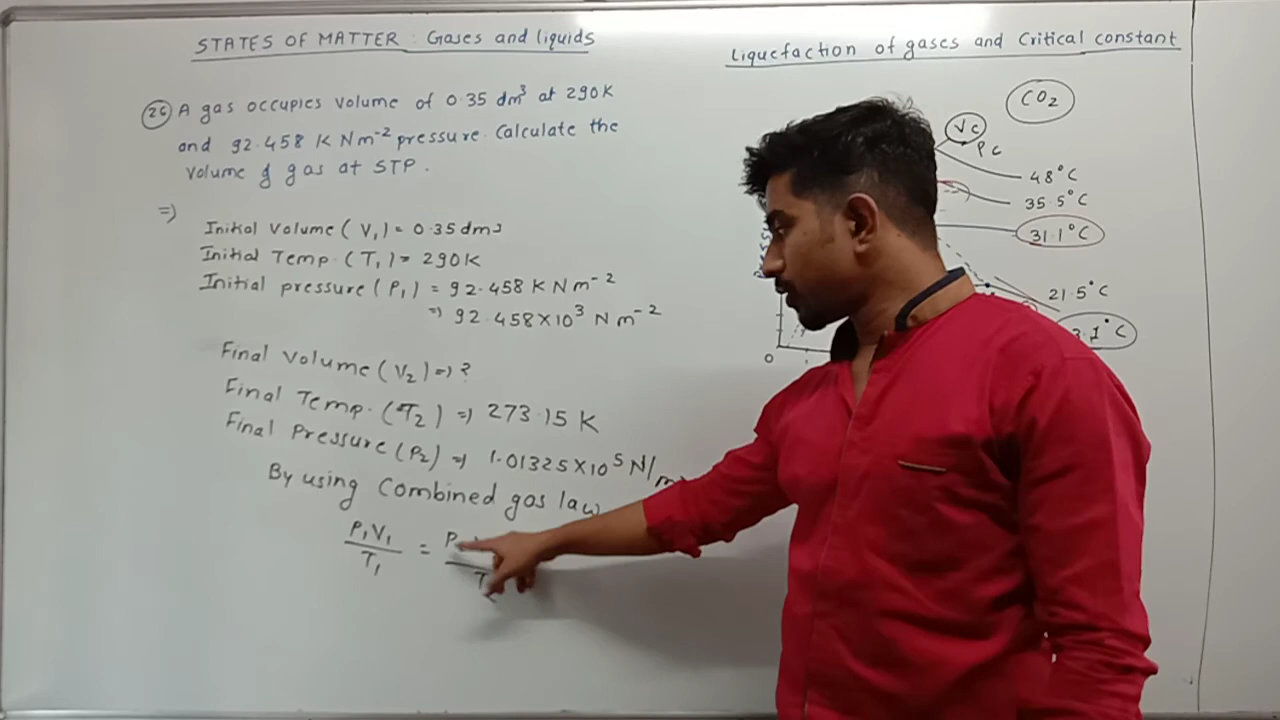 STATES OF MATTER : Gases and liquids
26 A gas occupies volume of 0.35 dm³ at 290K
and 92.458 K N m⁻² pressure. Calculate the
volume of gas at STP.
⇒
Initial volume (V₁) = 0.35 dm³
Initial Temp. (T₁) = 290K
Initial pressure (P₁) = 92.458 K N m⁻²
⇒ 92.458 × 10³ N m⁻²
Final volume (V₂) ⇒ ?
Final Temp. (T₂) ⇒ 273.15 K
Final Pressure (P₂) ⇒ 1.01325 × 10⁵ N/m
By using Combined gas law
P₁V₁
T₁
=
P
T
Liquefaction of gases and Critical constant
CO₂
Vc
Pc
48°C
35.5°C
31.1°C
21.5°C
3.1°C
0